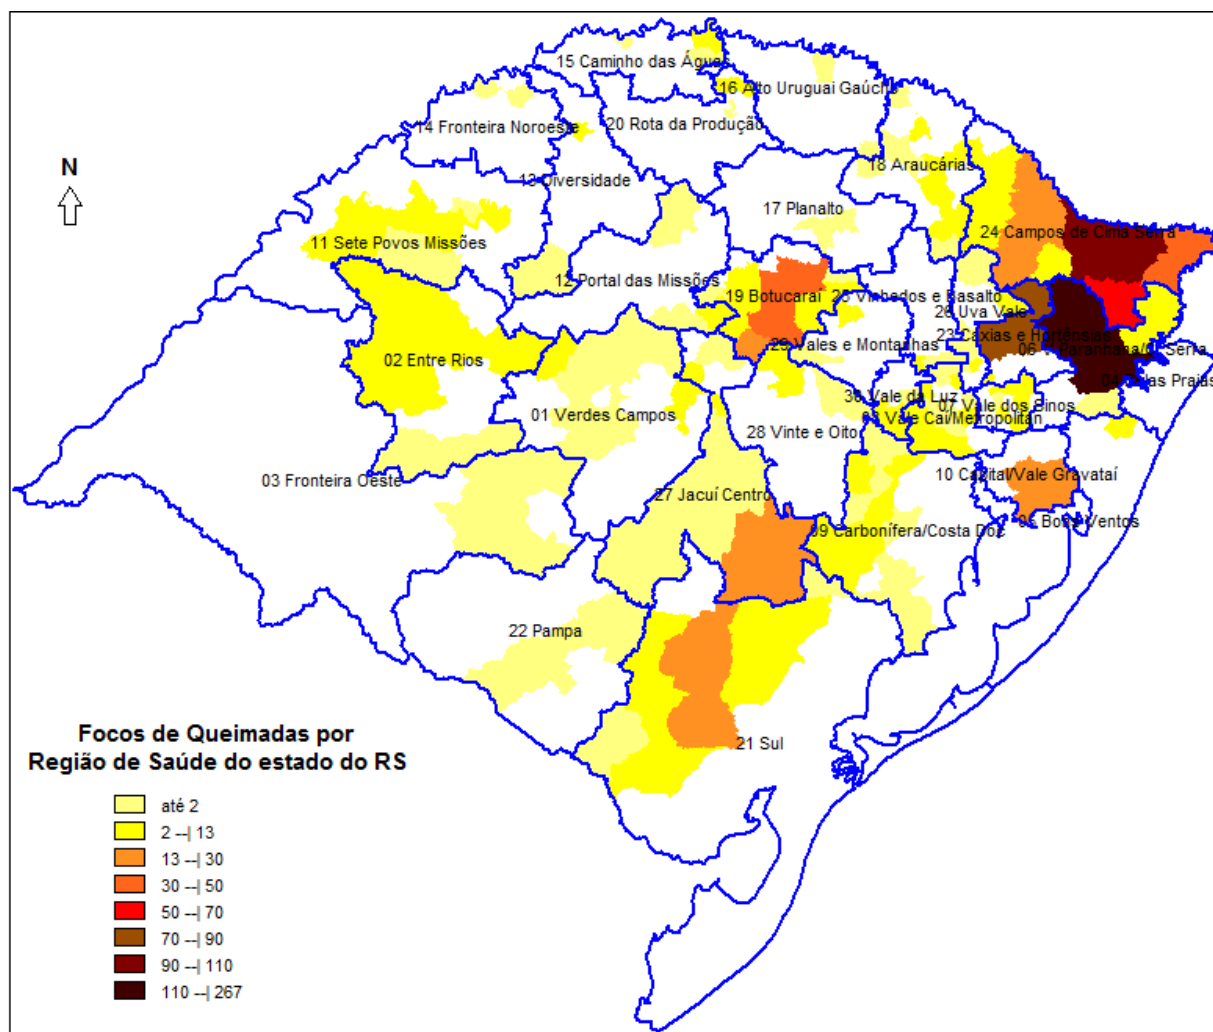 15 Caminho das Águas
16 Alto Uruguai Gaúcho
14 Fronteira Noroeste
20 Rota da Produção
N
18 Araucárias
13 Diversidade
17 Planalto
24 Campos de Cima Serra
11 Sete Povos Missões
12 Portal das Missões
19 Botucaraí
25 Vinhedos e Basalto
26 Uva Vale
23 Caxias e Hortênsias
29 Vales e Montanhas
06 V Paranhana/C Serra
02 Entre Rios
04 Belas Praias
30 Vale da Luz
07 Vale dos Sinos
01 Verdes Campos
08 Vale Caí/Metropolitan
28 Vinte e Oito
03 Fronteira Oeste
10 Capital/Vale Gravataí
27 Jacuí Centro
05 Bons Ventos
09 Carbonífera/Costa Doc
22 Pampa
21 Sul
Focos de Queimadas por
Região de Saúde do estado do RS
até 2
2 --| 13
13 --| 30
30 --| 50
50 --| 70
70 --| 90
90 --| 110
110 --| 267